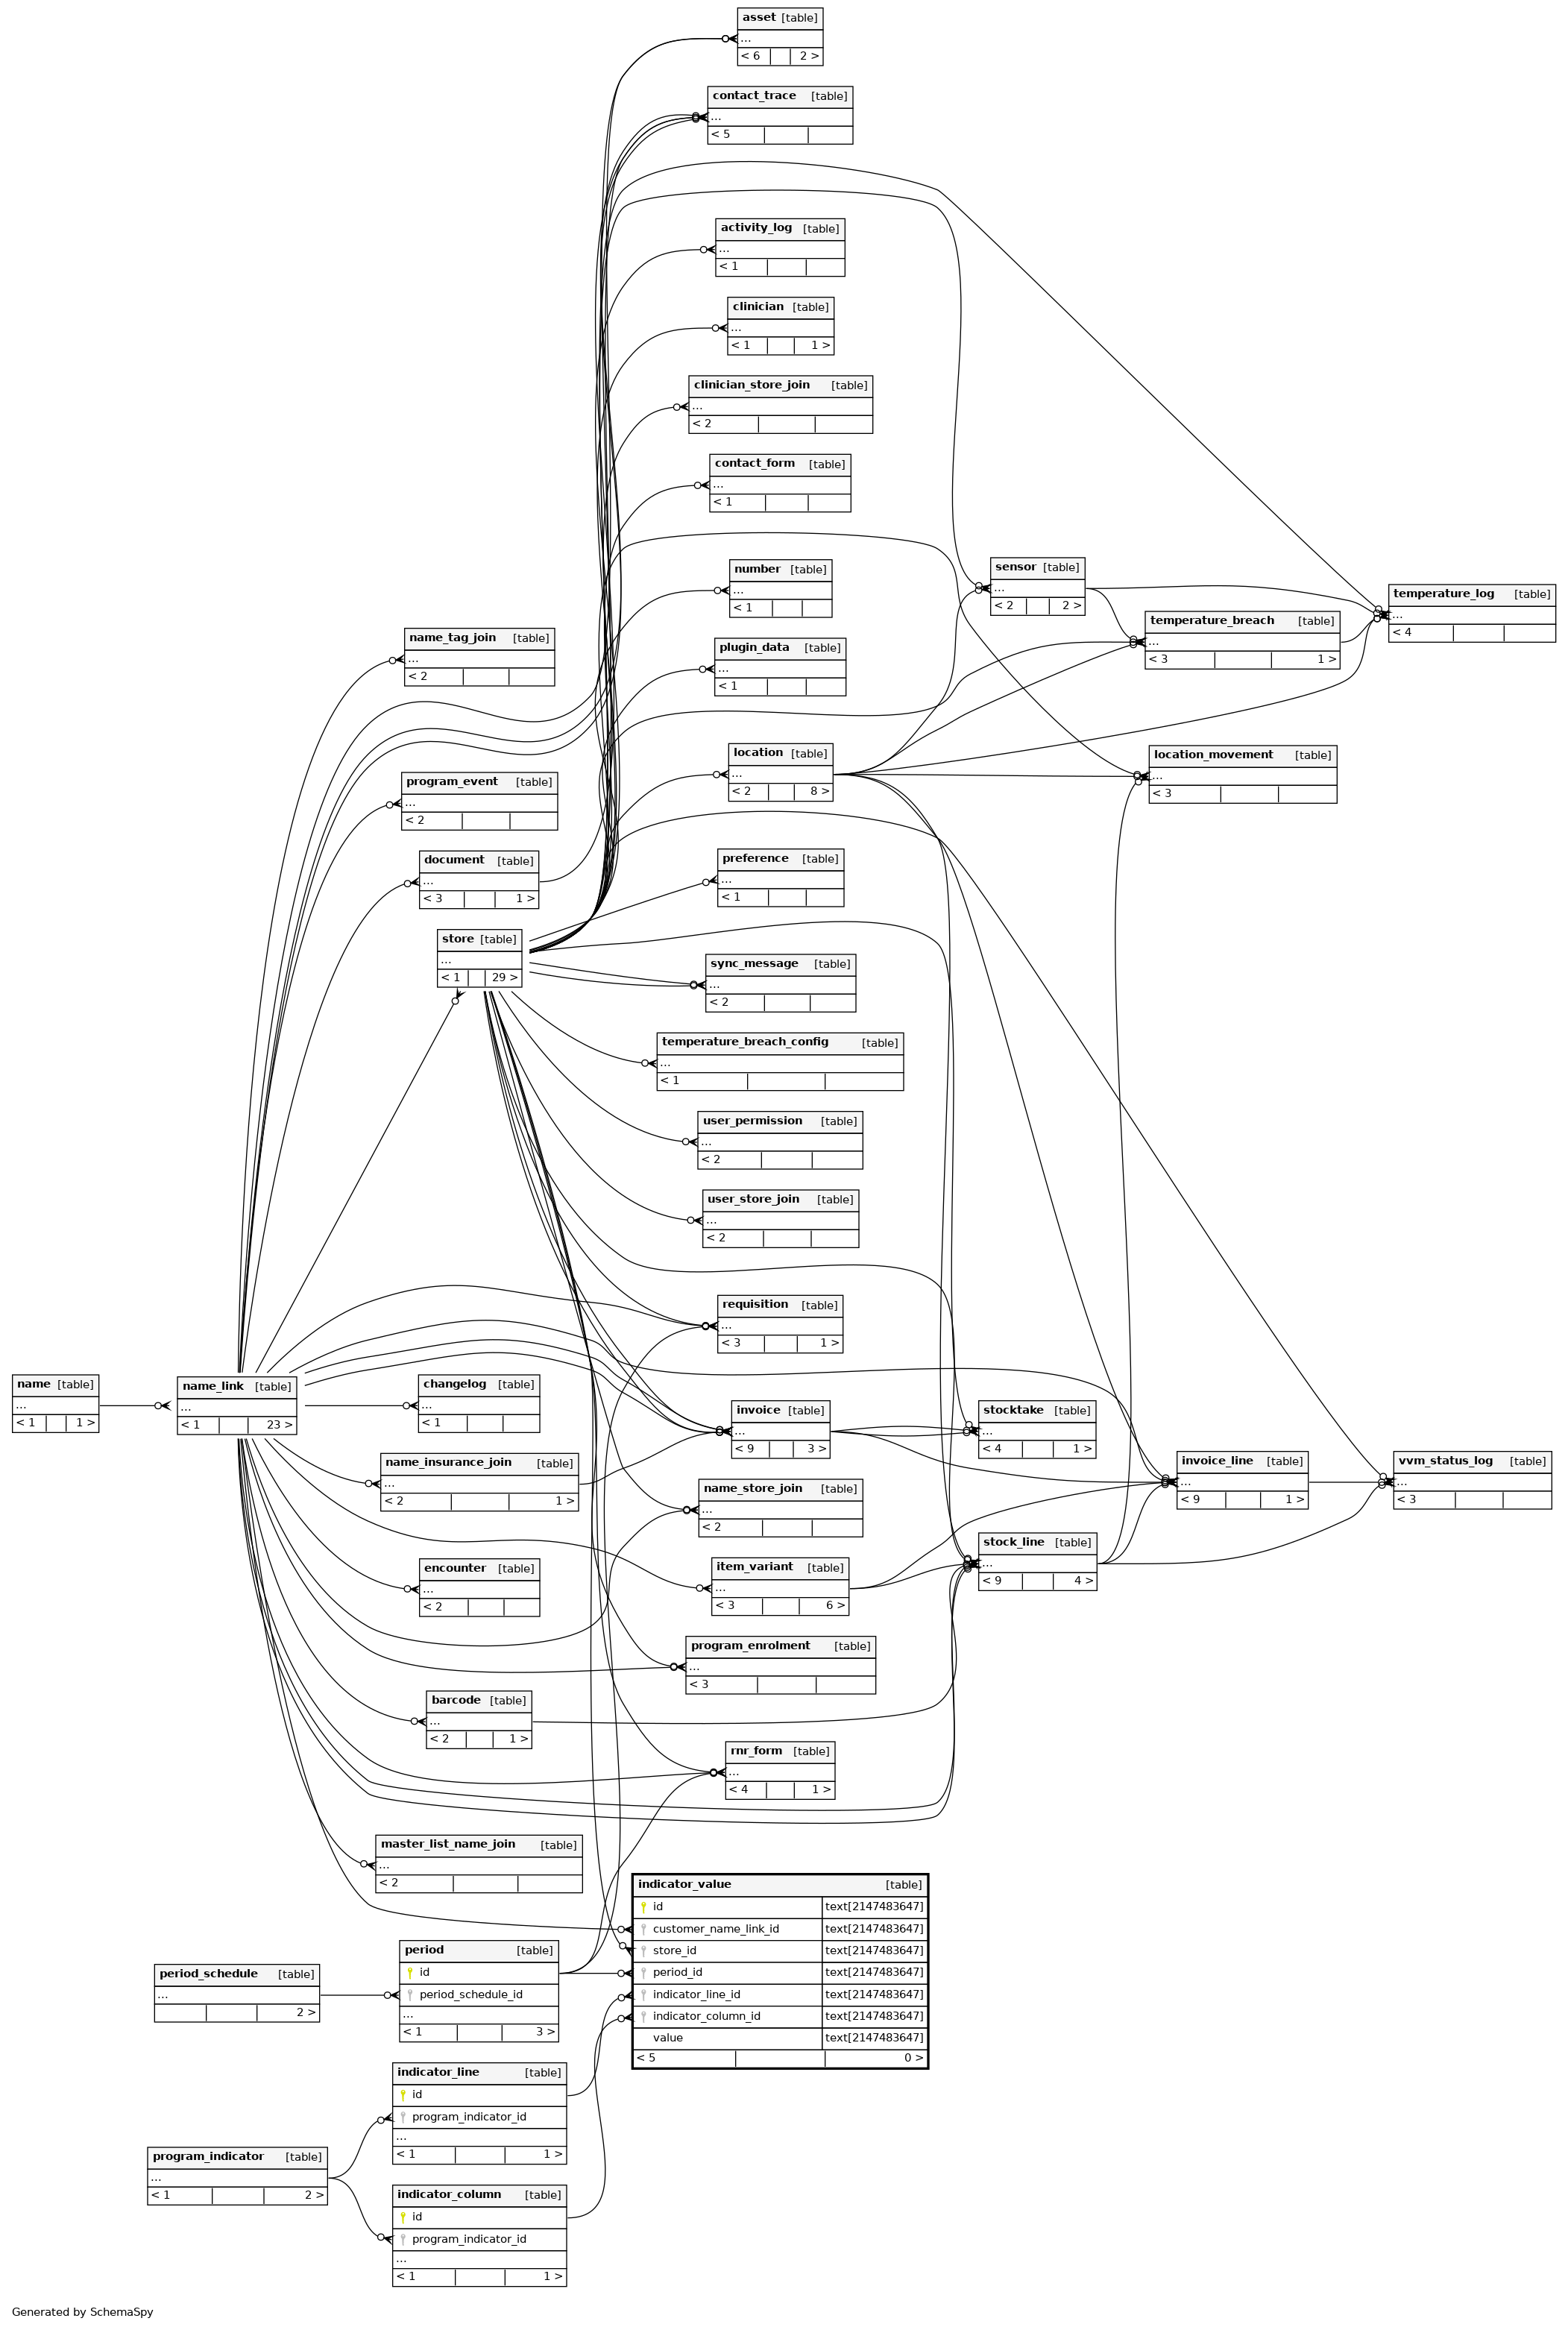 asset [table]
...
< 6 2 >
contact_trace [table]
...
< 5
activity_log [table]
...
< 1
clinician [table]
...
< 1 1 >
clinician_store_join [table]
...
< 2
contact_form [table]
...
< 1
number [table]
...
< 1
sensor [table]
...
< 2 2 >
temperature_log [table]
...
< 4
temperature_breach [table]
...
< 3 1 >
name_tag_join [table]
...
< 2
plugin_data [table]
...
< 1
location [table]
...
< 2 8 >
location_movement [table]
...
< 3
program_event [table]
...
< 2
document [table]
...
< 3 1 >
preference [table]
...
< 1
store [table]
...
< 1 29 >
sync_message [table]
...
< 2
temperature_breach_config [table]
...
< 1
user_permission [table]
...
< 2
user_store_join [table]
...
< 2
requisition [table]
...
< 3 1 >
name [table]
...
< 1 1 >
name_link [table]
...
< 1 23 >
changelog [table]
...
< 1
invoice [table]
...
< 9 3 >
stocktake [table]
...
< 4 1 >
name_insurance_join [table]
...
< 2 1 >
invoice_line [table]
...
< 9 1 >
vvm_status_log [table]
...
< 3
name_store_join [table]
...
< 2
stock_line [table]
...
< 9 4 >
encounter [table]
...
< 2
item_variant [table]
...
< 3 6 >
program_enrolment [table]
...
< 3
barcode [table]
...
< 2 1 >
rnr_form [table]
...
< 4 1 >
master_list_name_join [table]
...
< 2
indicator_value [table]
id text[2147483647]
customer_name_link_id text[2147483647]
store_id text[2147483647]
period_id text[2147483647]
indicator_line_id text[2147483647]
indicator_column_id text[2147483647]
value text[2147483647]
< 5 0 >
period_schedule [table]
...
2 >
period [table]
id
period_schedule_id
...
< 1 3 >
indicator_line [table]
id
program_indicator_id
...
< 1 1 >
program_indicator [table]
...
< 1 2 >
indicator_column [table]
id
program_indicator_id
...
< 1 1 >
Generated by SchemaSpy